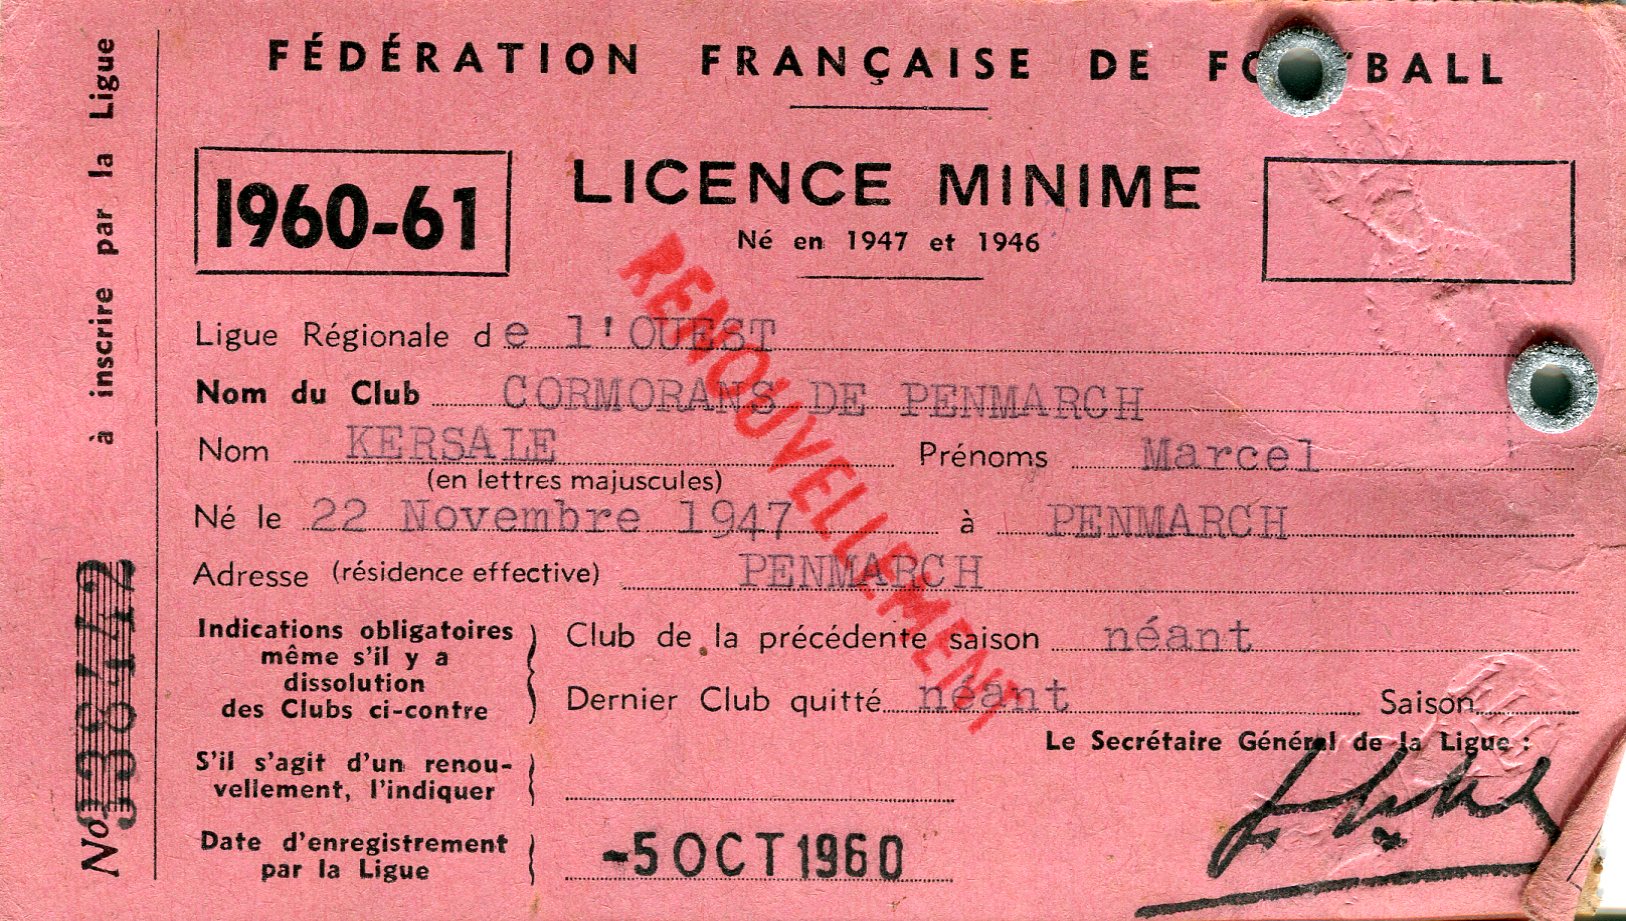 FÉDÉRATION FRANÇAISE DE FOOTBALL
1960-61
LICENCE MINIME
Né en 1947 et 1946
Ligue Régionale de l'OUEST
Nom du Club CORMORANS DE PENMARCH
Nom KERSALE Prénoms Marcel
(en lettres majuscules)
Né le 22 Novembre 1947 à PENMARCH
Adresse (résidence effective) PENMARCH
Indications obligatoires
même s'il y a
dissolution
des Clubs ci-contre
Club de la précédente saison néant
Dernier Club quitté néant Saison
Le Secrétaire Général de la Ligue :
S'il s'agit d'un renou-
vellement, l'indiquer
Date d'enregistrement
par la Ligue
-5 OCT 1960
RENOUVELLEMENT
No 338442
à inscrire par la Ligue